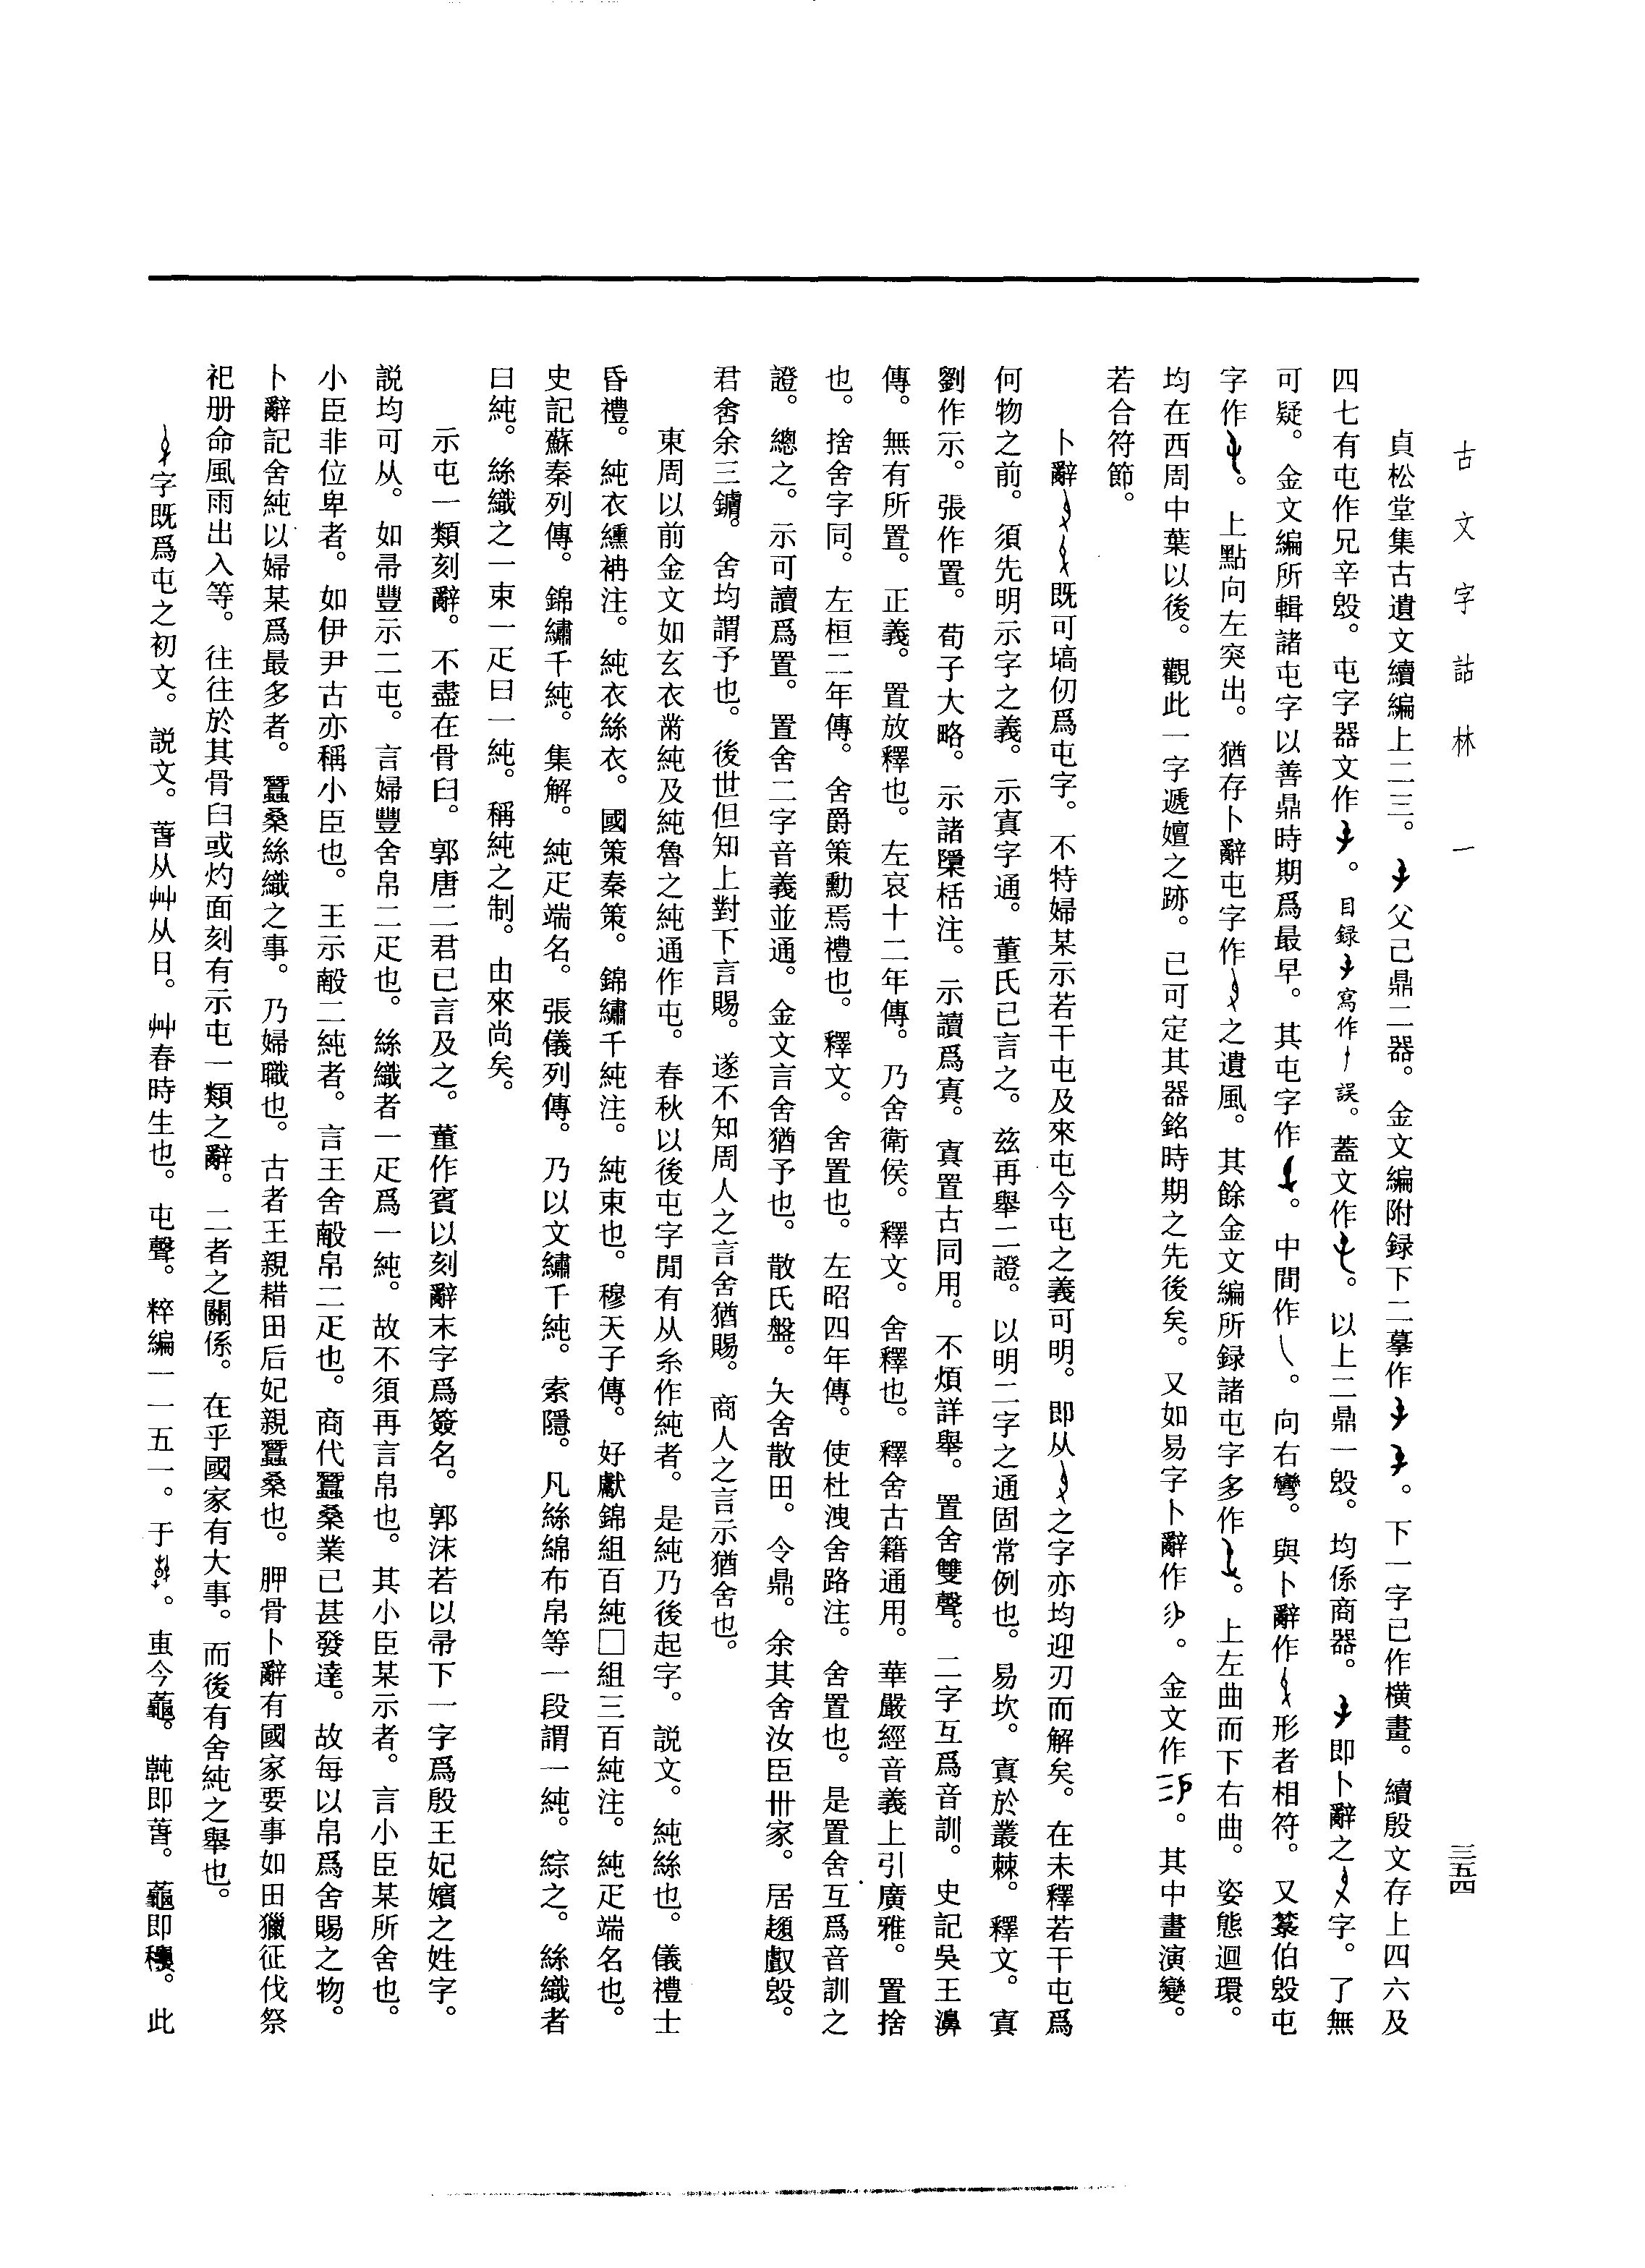 古文字詁林 一
三五四
貞松堂集古遺文續編上二三。父己鼎二器。金文編附録下二摹作。下一字已作橫畫。續殷文存上四六及
四七有屯作兄辛殷。屯字器文作。目録寫作誤。蓋文作。以上二鼎一殷。均係商器。即卜辭之字。了無
可疑。金文編所輯諸屯字以善鼎時期爲最早。其屯字作。中間作。向右彎。與卜辭作形者相符。又伯殷屯
字作。上點向左突出。猶存卜辭屯字作之遺風。其餘金文編所録諸屯字多作。上左曲而下右曲。姿態迴環。
均在西周中葉以後。觀此一字遞嬗之跡。已可定其器銘時期之先後矣。又如易字卜辭作。金文作。其中畫演變。
若合符節。
卜辭既可塙仞爲屯字。不特婦某示若干屯及來屯今屯之義可明。即从之字亦均迎刃而解矣。在未釋若干屯爲
何物之前。須先明示字之義。示寘字通。董氏已言之。茲再舉二證。以明二字之通固常例也。易坎。寘於叢棘。釋文。寘
劉作示。張作置。荀子大略。示諸檃栝注。示讀爲寘。寘置古同用。不煩詳舉。置舍雙聲。二字互爲音訓。史記吳王濞
傳。無有所置。正義。置放釋也。左哀十二年傳。乃舍衛侯。釋文。舍釋也。釋舍古籍通用。華嚴經音義上引廣雅。置捨
也。捨舍字同。左桓二年傳。舍爵策勳焉禮也。釋文。舍置也。左昭四年傳。使杜洩舍路注。舍置也。是置舍互爲音訓之
證。總之。示可讀爲置。置舍二字音義並通。金文言舍猶予也。散氏盤。夨舍散田。令鼎。余其舍汝臣卅家。居殷。
君舍余三鏞。舍均謂予也。後世但知上對下言賜。遂不知周人之言舍猶賜。商人之言示猶舍也。
東周以前金文如玄衣黹純及純魯之純通作屯。春秋以後屯字閒有从糸作純者。是純乃後起字。説文。純絲也。儀禮士
昏禮。純衣纁袡注。純衣絲衣。國策秦策。錦繡千純注。純束也。穆天子傳。好獻錦組百純□組三百純注。純疋端名也。
史記蘇秦列傳。錦繡千純。集解。純疋端名。張儀列傳。乃以文繡千純。索隱。凡絲綿布帛等一段謂一純。綜之。絲織者
曰純。絲織之一束一疋曰一純。稱純之制。由來尚矣。
示屯一類刻辭。不盡在骨臼。郭唐二君已言及之。董作賓以刻辭末字爲簽名。郭沫若以帚下一字爲殷王妃嬪之姓字。
説均可从。如帚豐示二屯。言婦豐舍帛二疋也。絲織者一疋爲一純。故不須再言帛也。其小臣某示者。言小臣某所舍也。
小臣非位卑者。如伊尹古亦稱小臣也。王示㱿二純者。言王舍㱿帛二疋也。商代蠶桑業已甚發達。故每以帛爲舍賜之物。
卜辭記舍純以婦某爲最多者。蠶桑絲織之事。乃婦職也。古者王親耤田后妃親蠶桑也。胛骨卜辭有國家要事如田獵征伐祭
祀册命風雨出入等。往往於其骨臼或灼面刻有示屯一類之辭。二者之關係。在乎國家有大事。而後有舍純之舉也。
字既爲屯之初文。説文。萅从艸从日。艸春時生也。屯聲。粹編一一五一。于。叀今。即萅。即。此